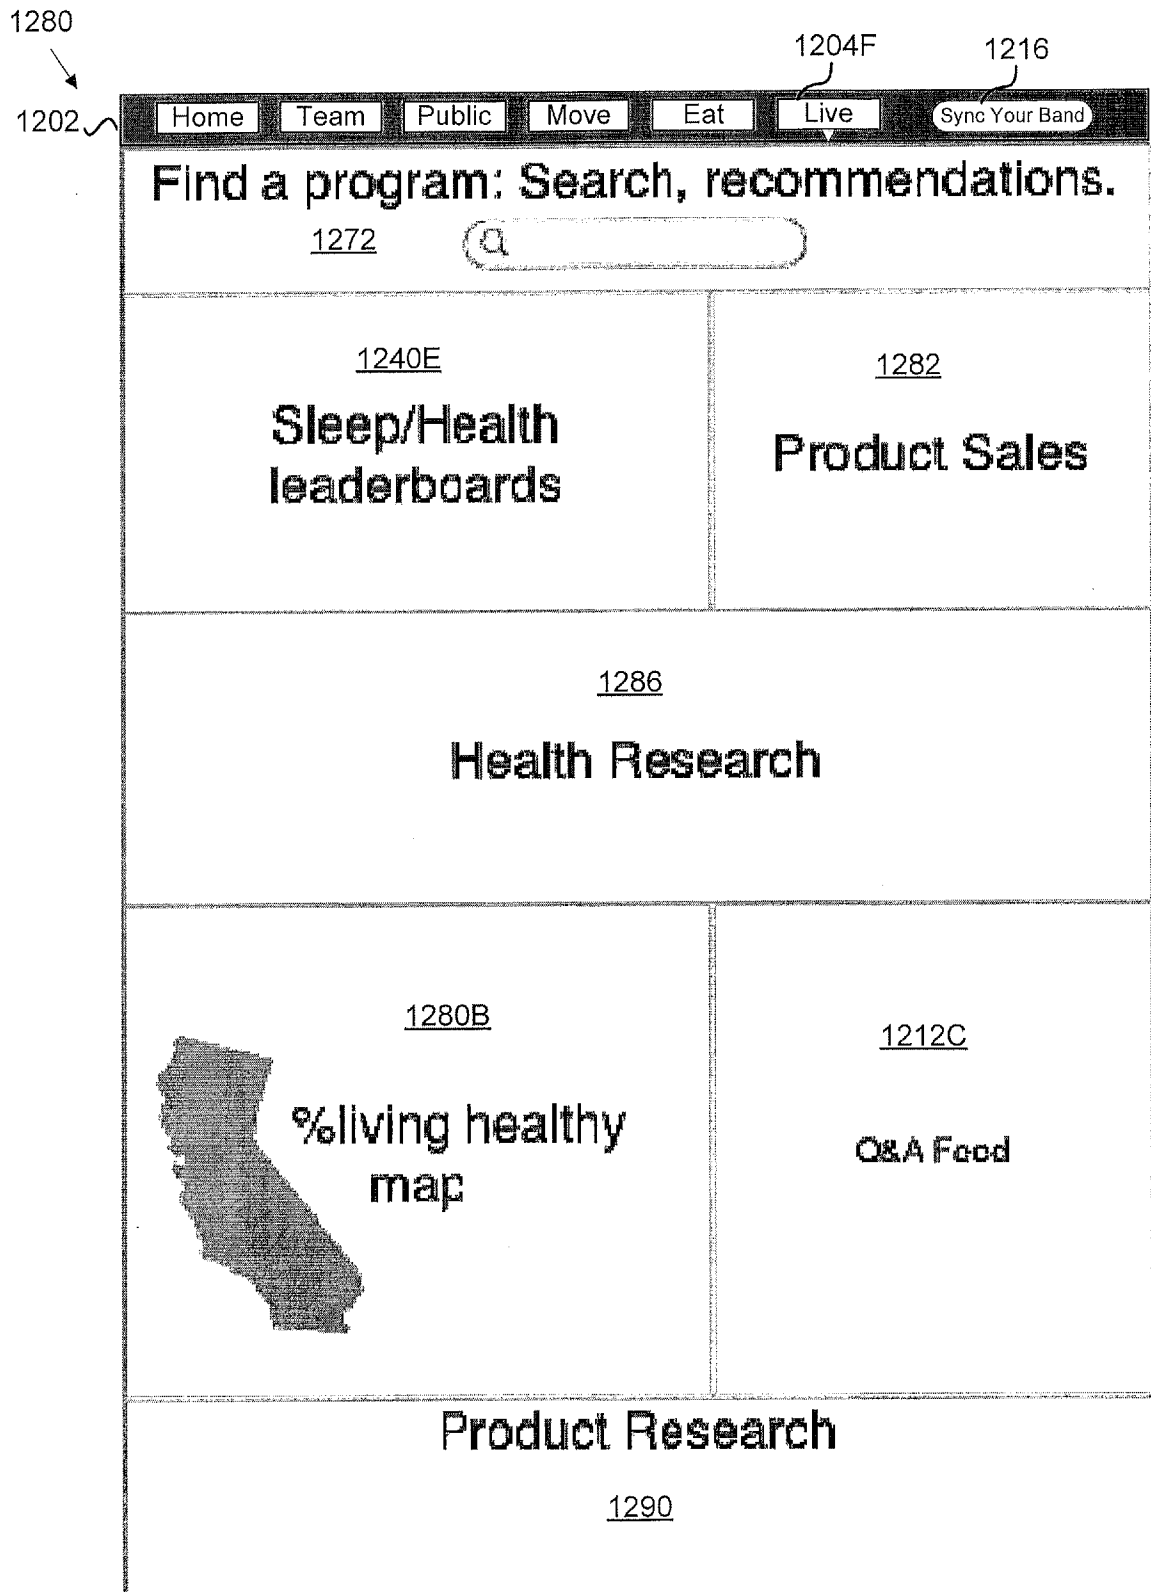 1280
1204F
1216
1202
Home Team Public Move Eat Live Sync Your Band
Find a program: Search, recommendations.
1272
1240E
Sleep/Health
leaderboards
1282
Product Sales
1286
Health Research
1280B
%living healthy
map
1212C
Q&A Food
Product Research
1290